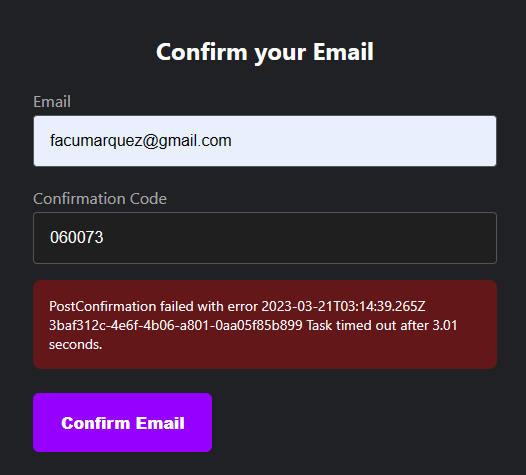 Confirm your Email
Email
facumarquez@gmail.com
Confirmation Code
060073
PostConfirmation failed with error 2023-03-21T03:14:39.265Z
3baf312c-4e6f-4b06-a801-0aa05f85b899 Task timed out after 3.01
seconds.
Confirm Email